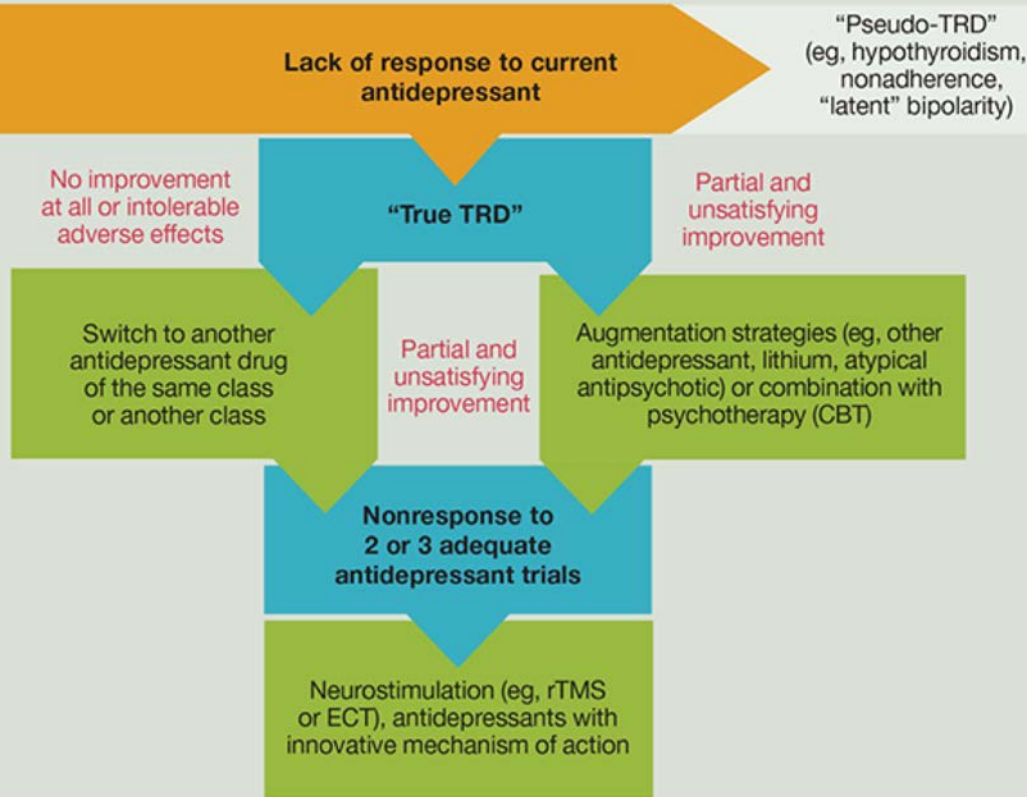 Lack of response to current
antidepressant
“Pseudo-TRD”
(eg, hypothyroidism,
nonadherence,
“latent” bipolarity)
No improvement
at all or intolerable
adverse effects
“True TRD”
Partial and
unsatisfying
improvement
Switch to another
antidepressant drug
of the same class
or another class
Partial and
unsatisfying
improvement
Augmentation strategies (eg, other
antidepressant, lithium, atypical
antipsychotic) or combination with
psychotherapy (CBT)
Nonresponse to
2 or 3 adequate
antidepressant trials
Neurostimulation (eg, rTMS
or ECT), antidepressants with
innovative mechanism of action